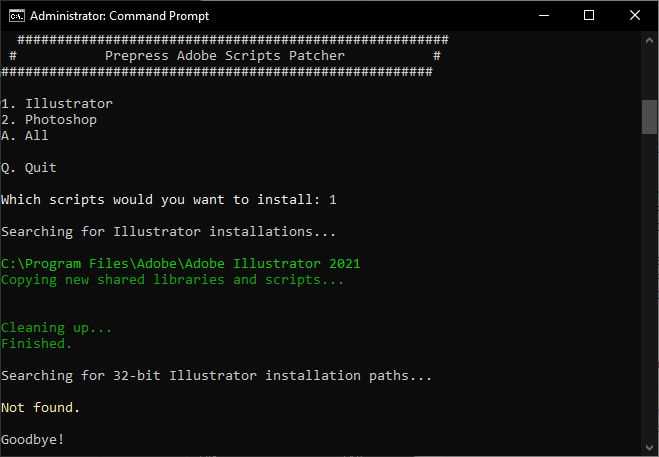 Administrator: Command Prompt
######################################################
#           Prepress Adobe Scripts Patcher           #
######################################################
1. Illustrator
2. Photoshop
A. All
Q. Quit
Which scripts would you want to install: 1
Searching for Illustrator installations...
C:\Program Files\Adobe\Adobe Illustrator 2021
Copying new shared libraries and scripts...
Cleaning up...
Finished.
Searching for 32-bit Illustrator installation paths...
Not found.
Goodbye!